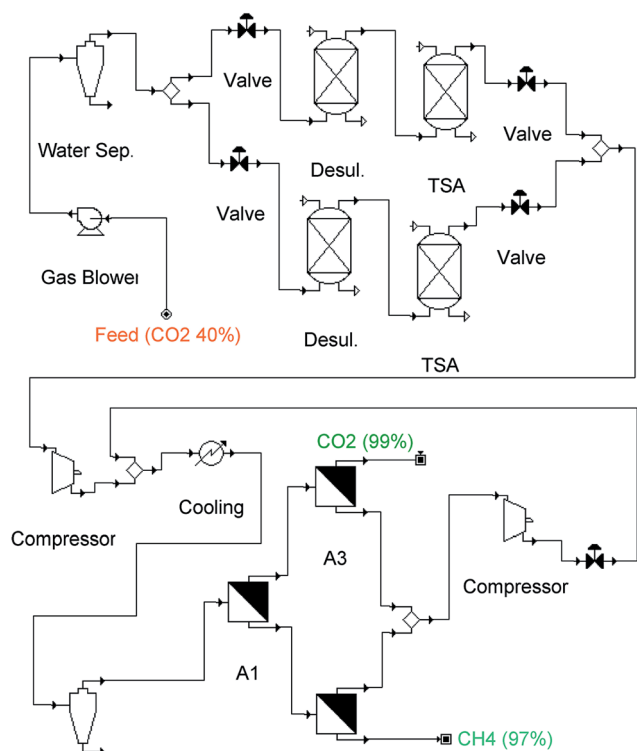 Valve
Valve
Water Sep.
Desul.
TSA
Valve
Valve
Gas Blower
Feed (CO2 40%)
Desul.
TSA
CO2 (99%)
Cooling
Compressor
A3
Compressor
A1
CH4 (97%)